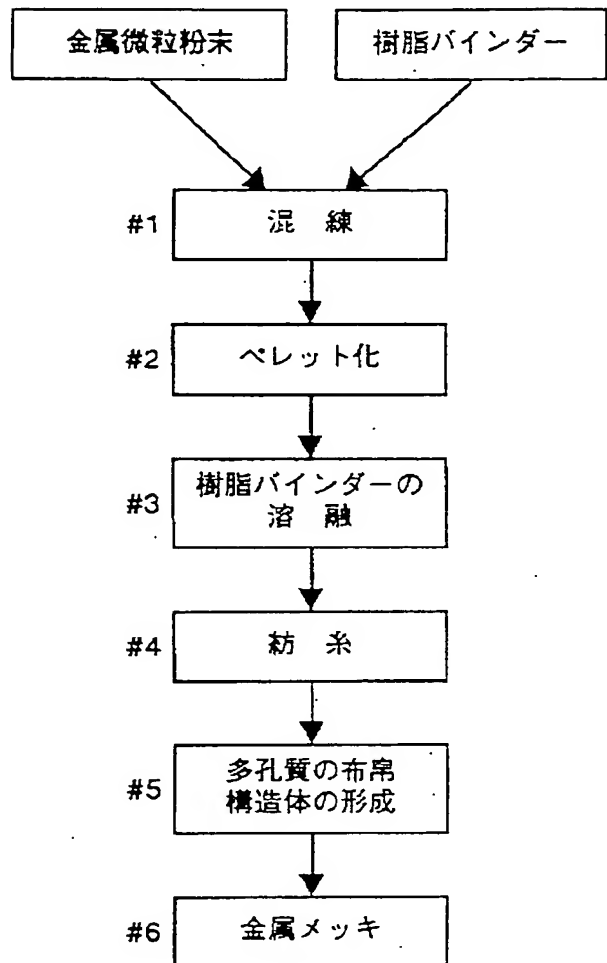 金属微粒粉末
樹脂バインダー
#1 混 練
#2 ペレット化
#3 樹脂バインダーの
溶 融
#4 紡 糸
#5 多孔質の布帛
構造体の形成
#6 金属メッキ